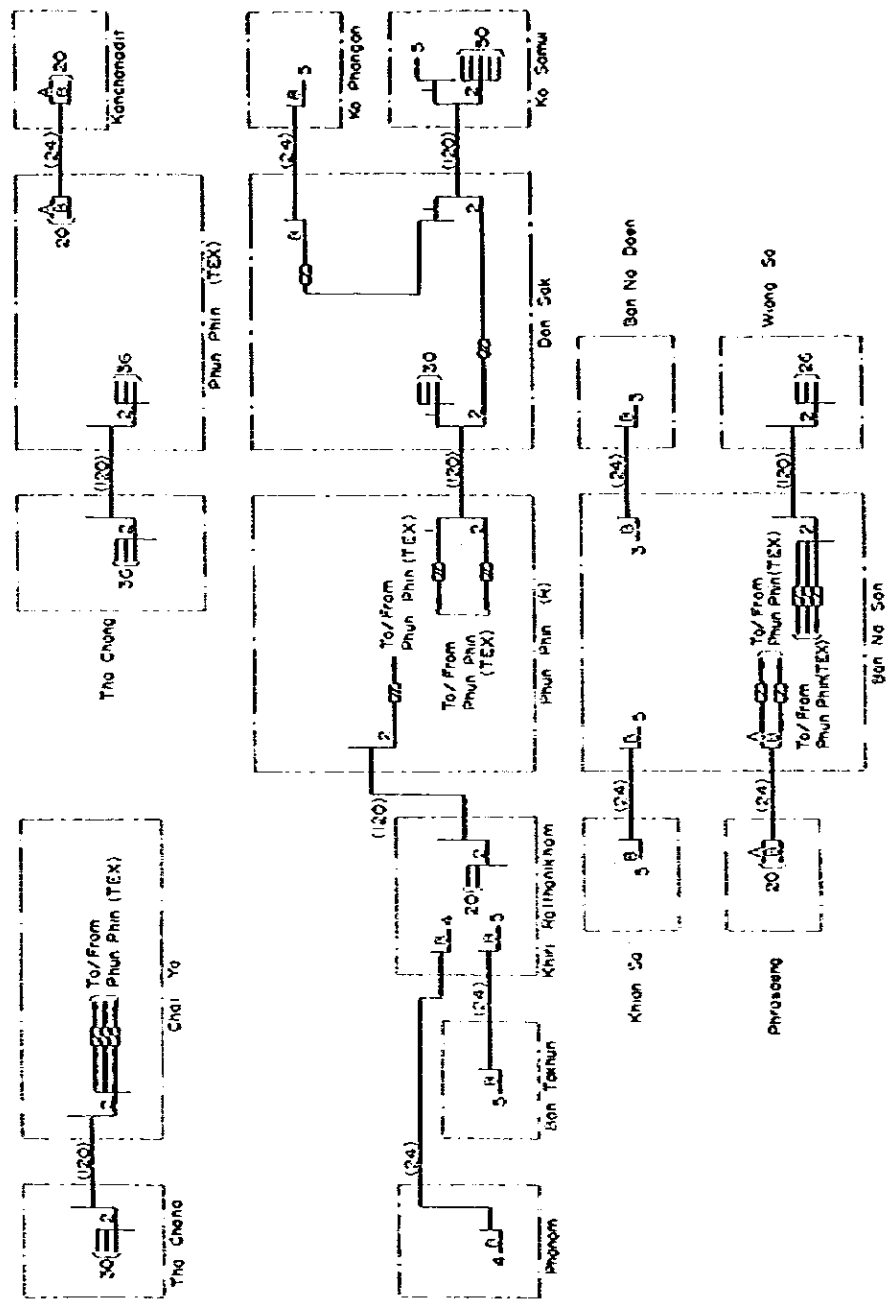 Kanchanadit
A
B
20
(24)
A
B
20
Phun Phin (TEX)
2
36
(120)
2
36
Tha Chang
To/From
Phun Phin (TEX)
2
Chai Ya
(120)
2
30
Tha Chang
Ko Phangan
B
5
(24)
B
Ko Samui
5
2
50
(120)
2
Don Sak
30
2
(120)
2
To/From
Phun Phin (TEX)
To/From
Phun Phin
(TEX)
2
Phun Phin (R)
(120)
2
20
B
4
B
5
Khiri Ratthanikhom
(24)
B
5
Ban Takhun
(24)
B
4
Phanom
Ban Na Doen
B
3
(24)
B
3
Wiang Sa
2
26
(120)
2
To/From
Phun Phin(TEX)
To/From
Phun Phin(TEX)
A
B
B
5
Ban Na San
(24)
B
5
Khian Sa
(24)
A
B
20
Phrasaeng